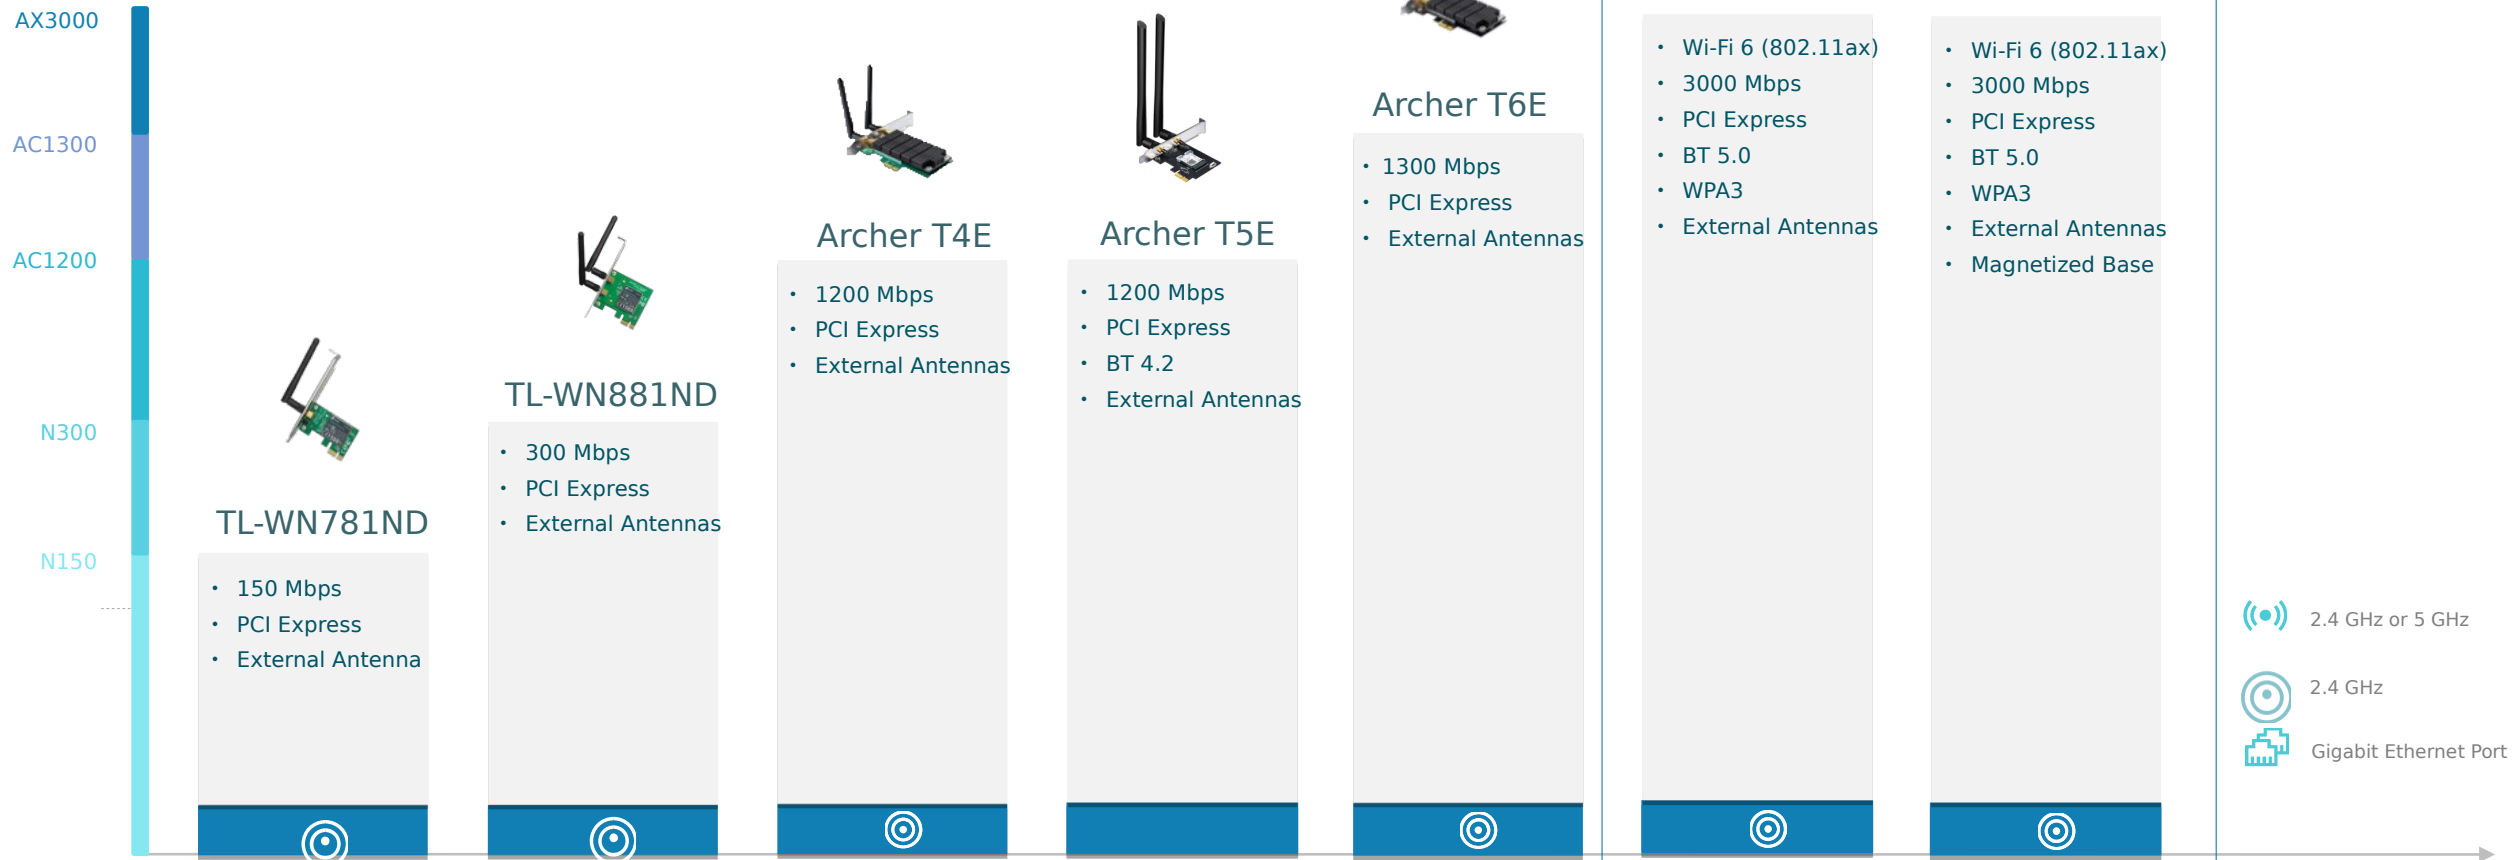 AX3000
AC1300
AC1200
N300
N150
TL-WN781ND
• 150 Mbps
• PCI Express
• External Antenna
TL-WN881ND
• 300 Mbps
• PCI Express
• External Antennas
Archer T4E
• 1200 Mbps
• PCI Express
• External Antennas
Archer T5E
• 1200 Mbps
• PCI Express
• BT 4.2
• External Antennas
Archer T6E
• 1300 Mbps
• PCI Express
• External Antennas
• Wi-Fi 6 (802.11ax)
• 3000 Mbps
• PCI Express
• BT 5.0
• WPA3
• External Antennas
• Wi-Fi 6 (802.11ax)
• 3000 Mbps
• PCI Express
• BT 5.0
• WPA3
• External Antennas
• Magnetized Base
2.4 GHz or 5 GHz
2.4 GHz
Gigabit Ethernet Port